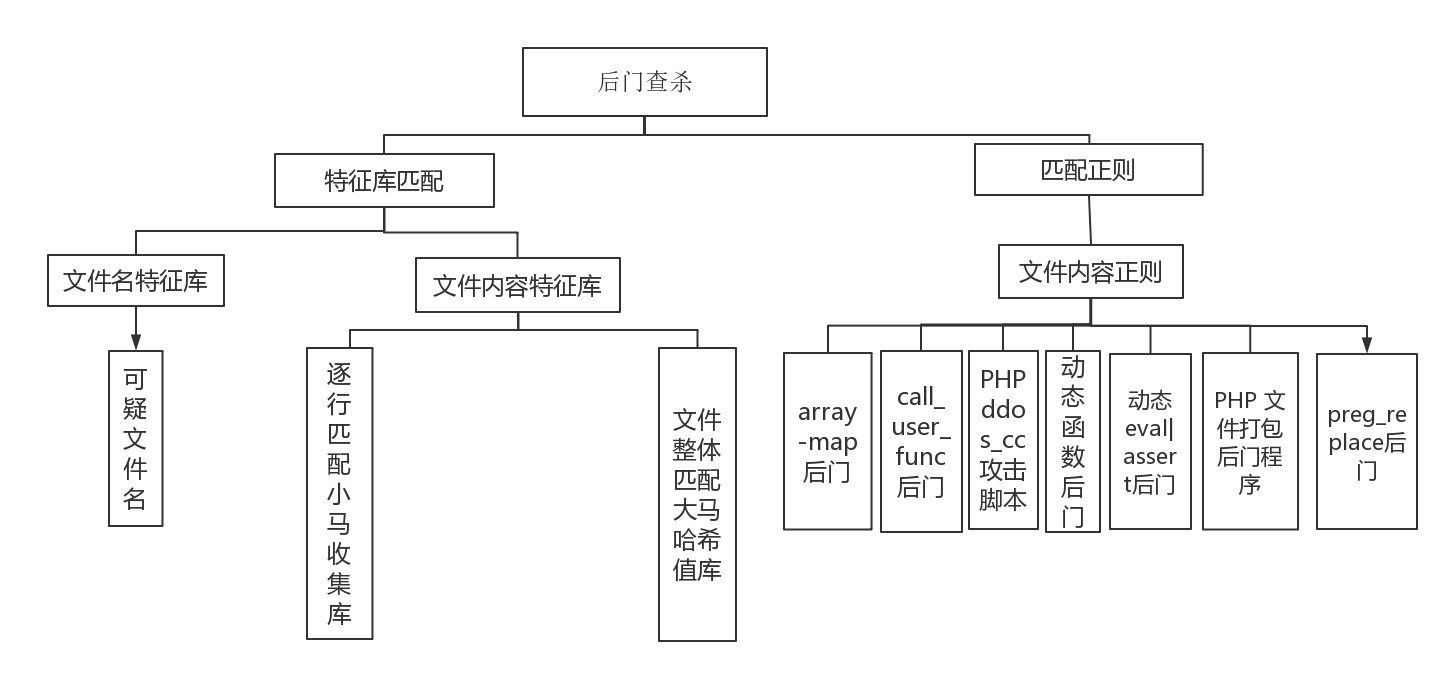 后门查杀
特征库匹配
匹配正则
文件名特征库
文件内容特征库
文件内容正则
可
疑
文
件
名
逐
行
匹
配
小
马
收
集
库
文件
整体
匹配
大马
哈希
值库
array
-map
后门
call_
user_
func
后门
PHP
ddo
s_cc
攻击
脚本
动
态
函
数
后
门
动态
eval|
asser
t后门
PHP 文
件打包
后门程
序
preg_re
place后
门